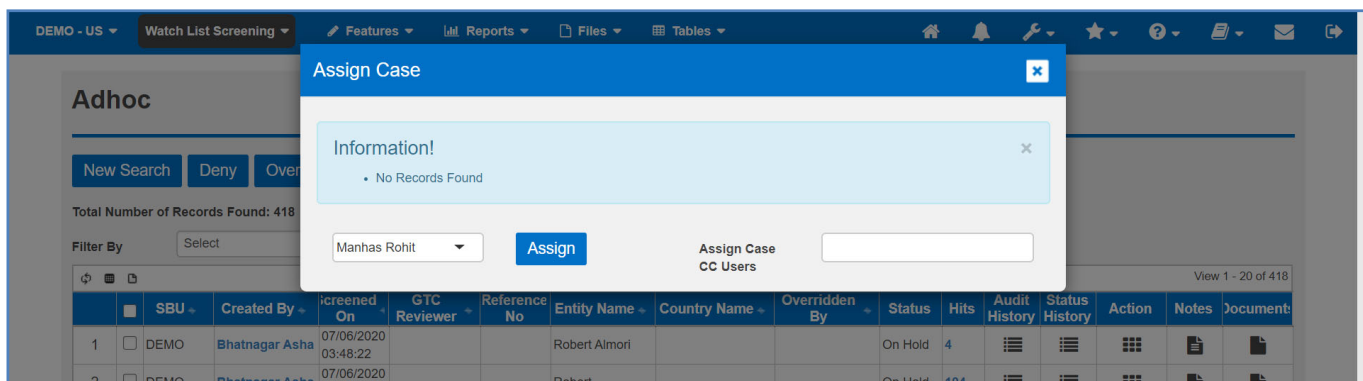 DEMO - US Watch List Screening Features Reports Files Tables
Assign Case
Adhoc
Information!
• No Records Found
New Search Deny Over
Total Number of Records Found: 418
Filter By Select
Manhas Rohit Assign Assign Case
CC Users
View 1 - 20 of 418
SBU Created By Screened On GTC Reviewer Reference No Entity Name Country Name Overridden By Status Hits Audit History Status History Action Notes Documents
1 DEMO Bhatnagar Asha 07/06/2020 03:48:22 Robert Almori On Hold 4
2 DEMO Bhatnagar Asha 07/06/2020 Robert On Hold